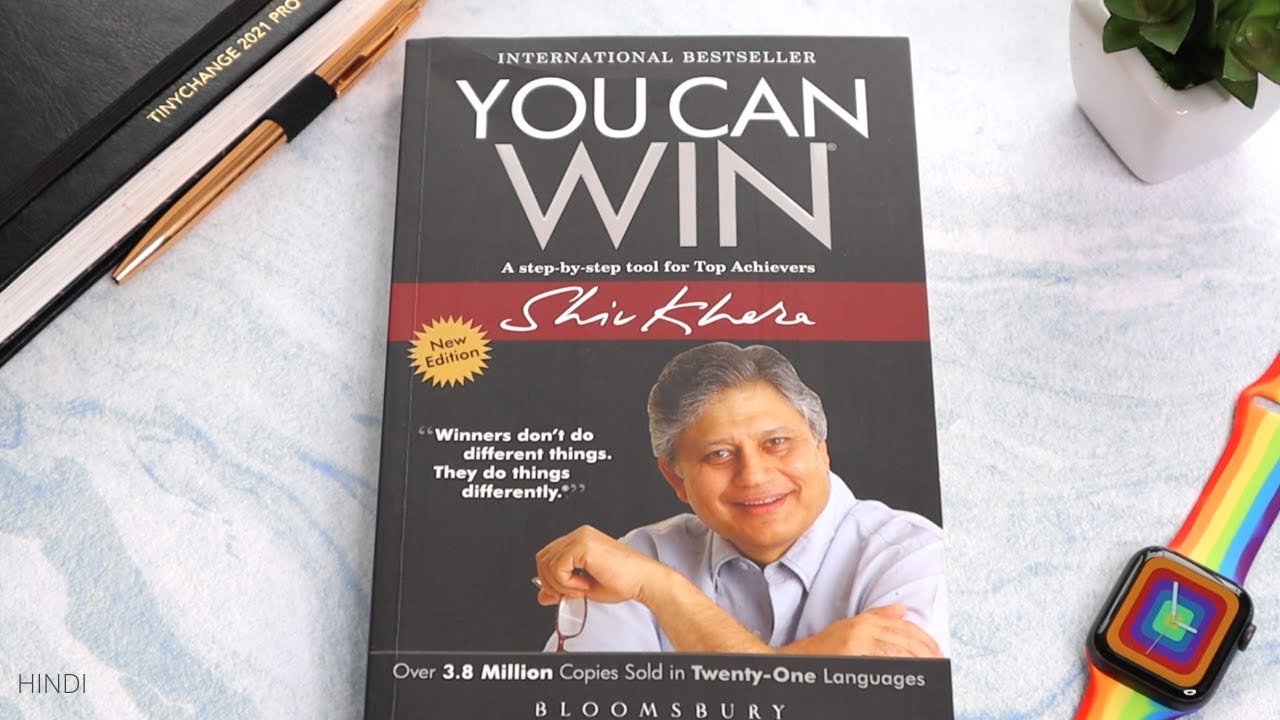 TINYCHANGE 2021 PRO
INTERNATIONAL BESTSELLER
YOU CAN
WIN®
A step-by-step tool for Top Achievers
Shiv Khera
New
Edition
“Winners don’t do
different things.
They do things
differently.®”
Over 3.8 Million Copies Sold in Twenty-One Languages
BLOOMSBURY
HINDI